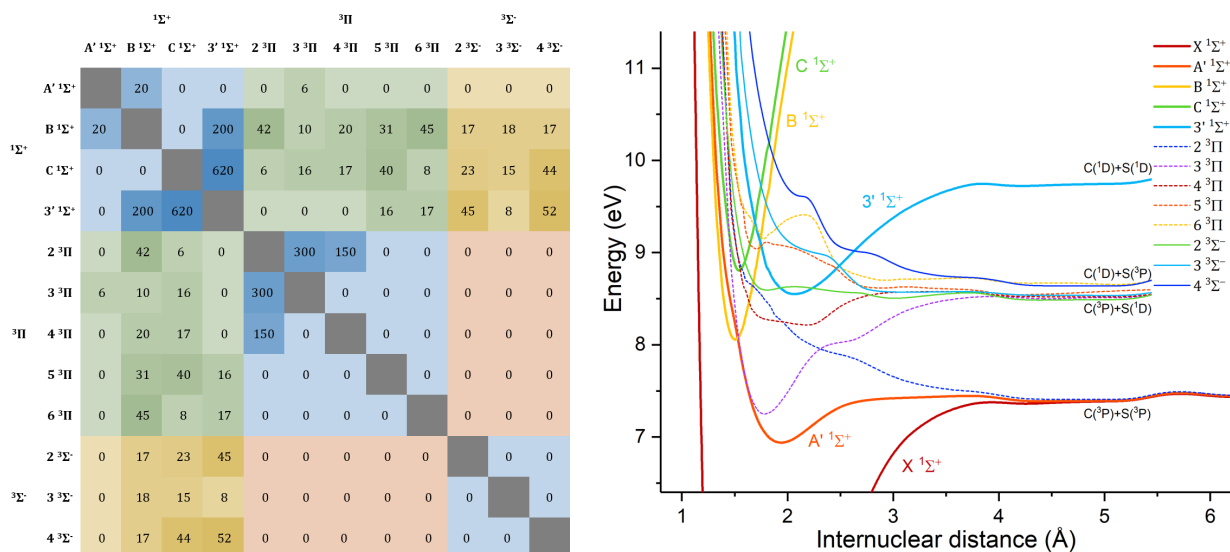 ¹Σ⁺ ³Π ³Σ⁻
A′ ¹Σ⁺ B ¹Σ⁺ C ¹Σ⁺ 3′ ¹Σ⁺ 2 ³Π 3 ³Π 4 ³Π 5 ³Π 6 ³Π 2 ³Σ⁻ 3 ³Σ⁻ 4 ³Σ⁻
A′ ¹Σ⁺ 20 0 0 0 6 0 0 0 0 0 0
¹Σ⁺
B ¹Σ⁺ 20 0 200 42 10 20 31 45 17 18 17
C ¹Σ⁺ 0 0 620 6 16 17 40 8 23 15 44
3′ ¹Σ⁺ 0 200 620 0 0 0 16 17 45 8 52
2 ³Π 0 42 6 0 300 150 0 0 0 0 0
3 ³Π 6 10 16 0 300 0 0 0 0 0 0
³Π
4 ³Π 0 20 17 0 150 0 0 0 0 0 0
5 ³Π 0 31 40 16 0 0 0 0 0 0 0
6 ³Π 0 45 8 17 0 0 0 0 0 0 0
2 ³Σ⁻ 0 17 23 45 0 0 0 0 0 0 0
³Σ⁻
3 ³Σ⁻ 0 18 15 8 0 0 0 0 0 0 0
4 ³Σ⁻ 0 17 44 52 0 0 0 0 0 0 0
Energy (eV)
11
10
9
8
7
C ¹Σ⁺
B ¹Σ⁺
3′ ¹Σ⁺
A' ¹Σ⁺
X ¹Σ⁺
C(¹D)+S(¹D)
C(¹D)+S(³P)
C(³P)+S(¹D)
C(³P)+S(³P)
X ¹Σ⁺
A' ¹Σ⁺
B ¹Σ⁺
C ¹Σ⁺
3' ¹Σ⁺
2 ³Π
3 ³Π
4 ³Π
5 ³Π
6 ³Π
2 ³Σ⁻
3 ³Σ⁻
4 ³Σ⁻
1 2 3 4 5 6
Internuclear distance (Å)